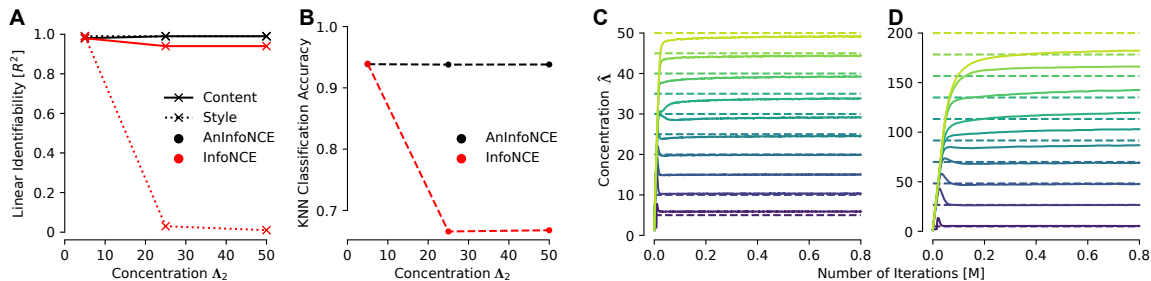 A
Linear Identifiability [R²]
1.0
0.8
0.6
0.4
0.2
0
0
10
20
30
40
50
Concentration Λ₂
Content
Style
AnInfoNCE
InfoNCE
B
KNN Classification Accuracy
0.9
0.8
0.7
0
10
20
30
40
50
Concentration Λ₂
AnInfoNCE
InfoNCE
C
Concentration Λ̂
50
40
30
20
10
0
0.0
0.2
0.4
0.6
0.8
D
200
150
100
50
0
0.0
0.2
0.4
0.6
0.8
Number of Iterations [M]